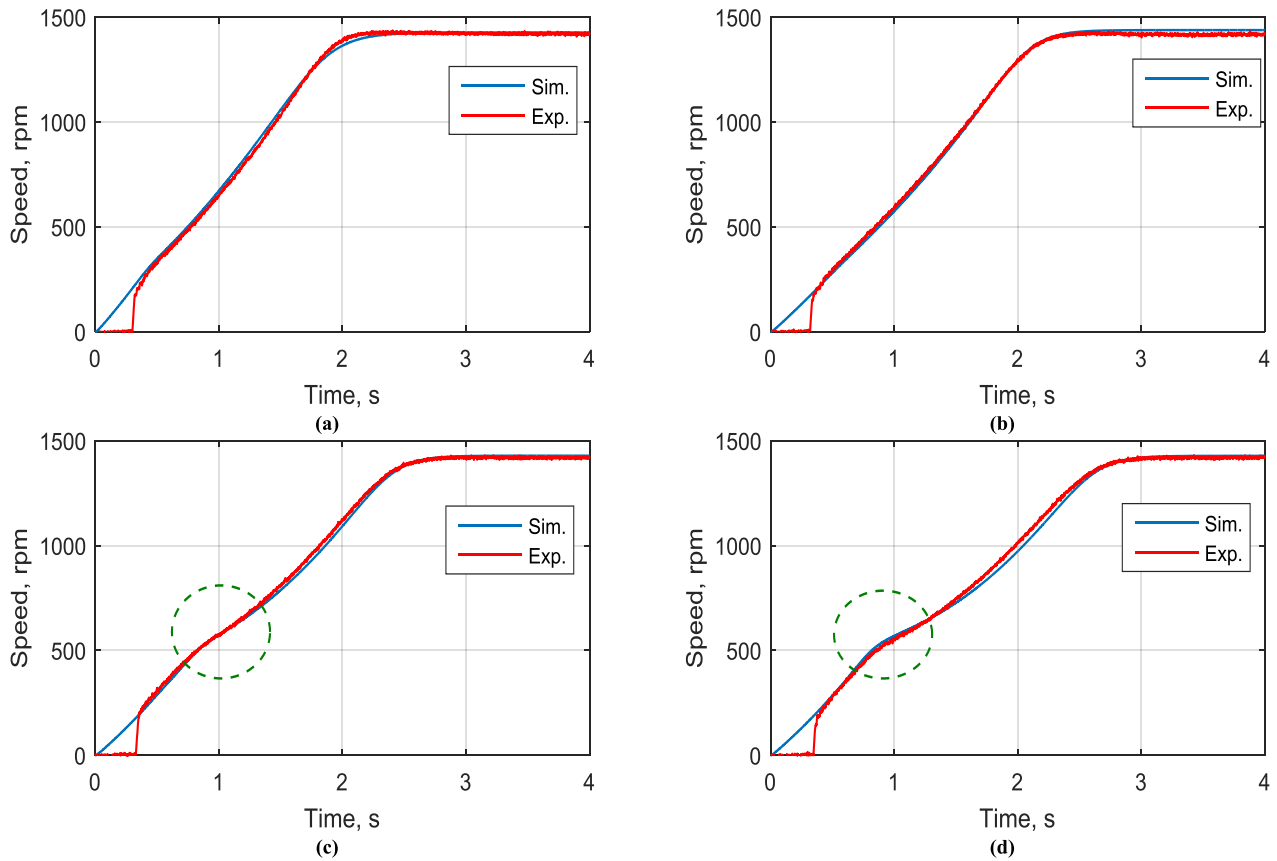 1500
1000
500
0
Speed, rpm
Sim.
Exp.
0 1 2 3 4
Time, s
(a)
1500
1000
500
0
Speed, rpm
Sim.
Exp.
0 1 2 3 4
Time, s
(b)
1500
1000
500
0
Speed, rpm
Sim.
Exp.
0 1 2 3 4
Time, s
(c)
1500
1000
500
0
Speed, rpm
Sim.
Exp.
0 1 2 3 4
Time, s
(d)